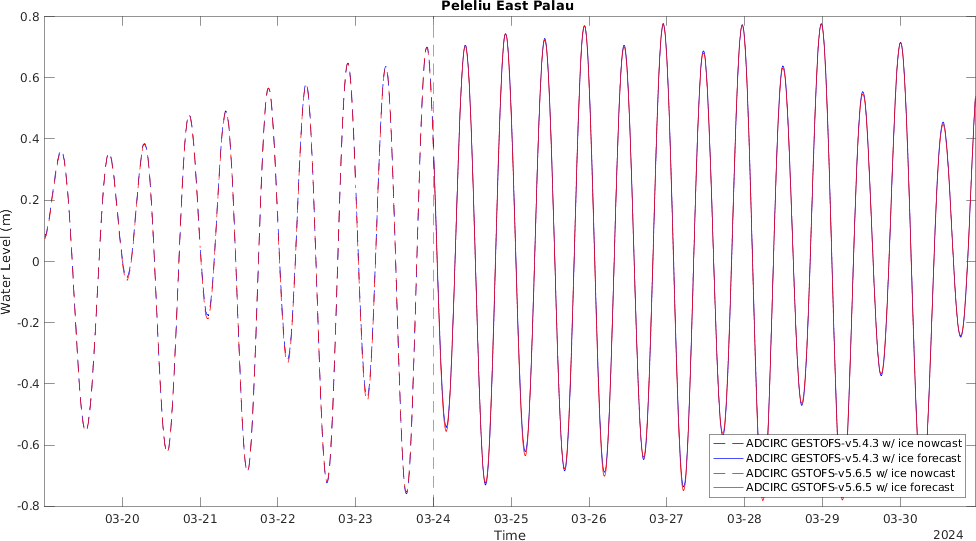 Peleliu East Palau
0.8
0.6
0.4
0.2
0
-0.2
-0.4
-0.6
-0.8
Water Level (m)
ADCIRC GESTOFS-v5.4.3 w/ ice nowcast
ADCIRC GESTOFS-v5.4.3 w/ ice forecast
ADCIRC GSTOFS-v5.6.5 w/ ice nowcast
ADCIRC GSTOFS-v5.6.5 w/ ice forecast
03-20 03-21 03-22 03-23 03-24 03-25 03-26 03-27 03-28 03-29 03-30
Time
2024